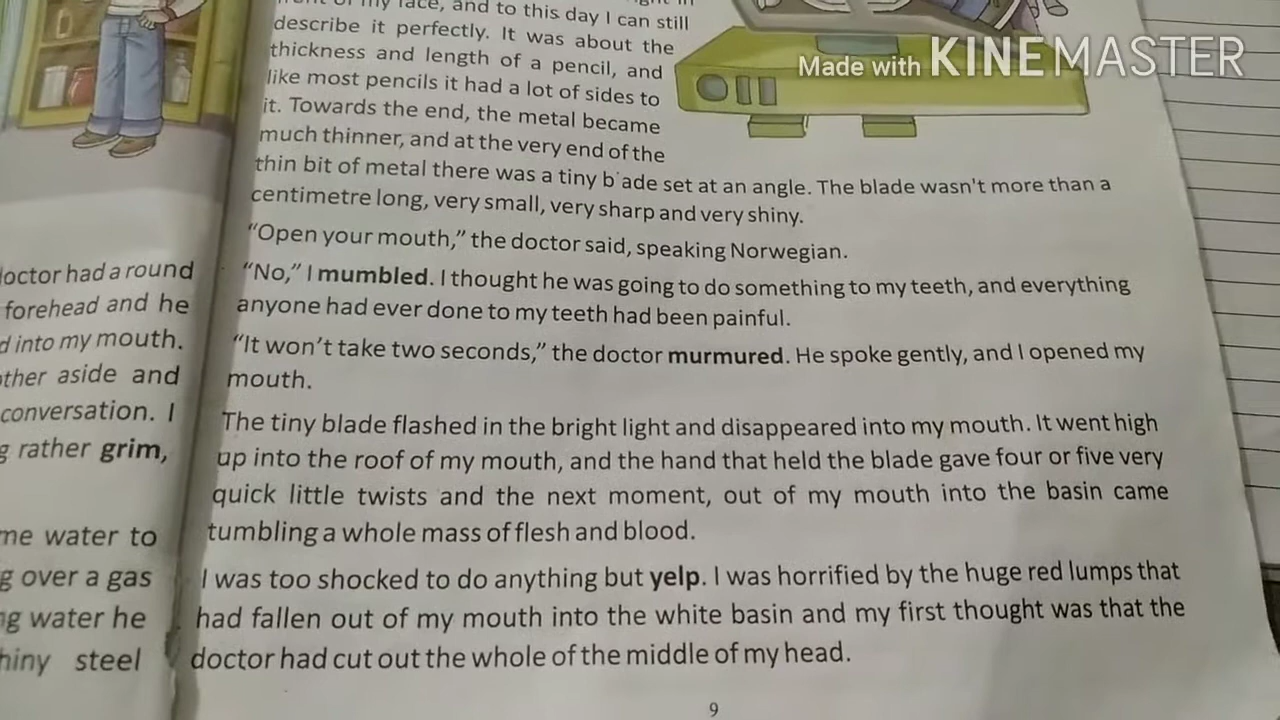 Made with KINEMASTER
doctor had a round
forehead and he
into my mouth.
aside and
conversation. I
rather grim,
water to
over a gas
water he
steel
my face, and to this day I can still
describe it perfectly. It was about the
thickness and length of a pencil, and
like most pencils it had a lot of sides to
it. Towards the end, the metal became
much thinner, and at the very end of the
thin bit of metal there was a tiny b ade set at an angle. The blade wasn't more than a
centimetre long, very small, very sharp and very shiny.
"Open your mouth," the doctor said, speaking Norwegian.
"No," I mumbled. I thought he was going to do something to my teeth, and everything
anyone had ever done to my teeth had been painful.
"It won't take two seconds," the doctor murmured. He spoke gently, and I opened my
mouth.
The tiny blade flashed in the bright light and disappeared into my mouth. It went high
up into the roof of my mouth, and the hand that held the blade gave four or five very
quick little twists and the next moment, out of my mouth into the basin came
tumbling a whole mass of flesh and blood.
I was too shocked to do anything but yelp. I was horrified by the huge red lumps that
had fallen out of my mouth into the white basin and my first thought was that the
doctor had cut out the whole of the middle of my head.
9